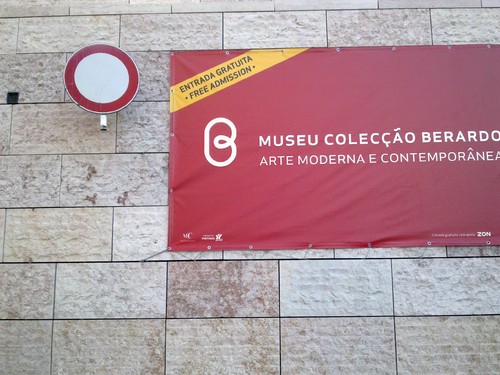 ENTRADA GRATUITA
• FREE ADMISSION •
MUSEU COLECÇÃO BERARDO
ARTE MODERNA E CONTEMPORÂNEA
ZON